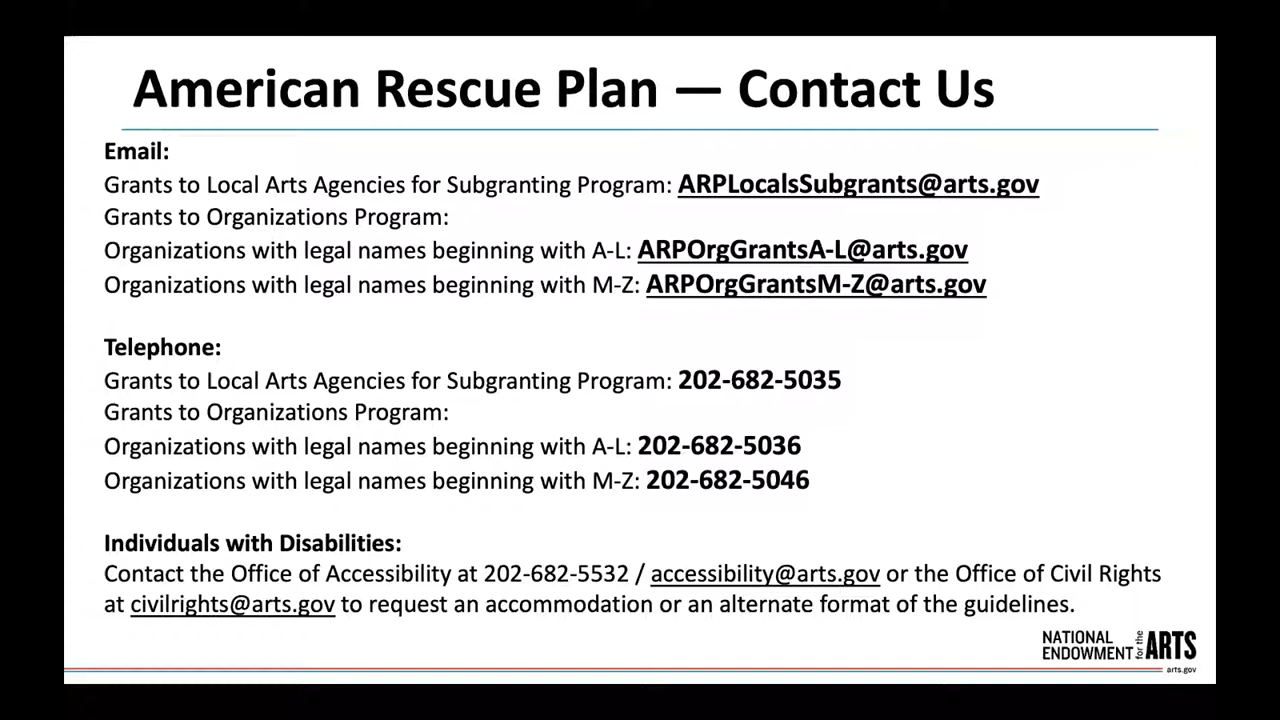 American Rescue Plan — Contact Us
Email:
Grants to Local Arts Agencies for Subgranting Program: ARPLocalsSubgrants@arts.gov
Grants to Organizations Program:
Organizations with legal names beginning with A-L: ARPOrgGrantsA-L@arts.gov
Organizations with legal names beginning with M-Z: ARPOrgGrantsM-Z@arts.gov
Telephone:
Grants to Local Arts Agencies for Subgranting Program: 202-682-5035
Grants to Organizations Program:
Organizations with legal names beginning with A-L: 202-682-5036
Organizations with legal names beginning with M-Z: 202-682-5046
Individuals with Disabilities:
Contact the Office of Accessibility at 202-682-5532 / accessibility@arts.gov or the Office of Civil Rights
at civilrights@arts.gov to request an accommodation or an alternate format of the guidelines.
NATIONAL
ENDOWMENT for the ARTS
arts.gov